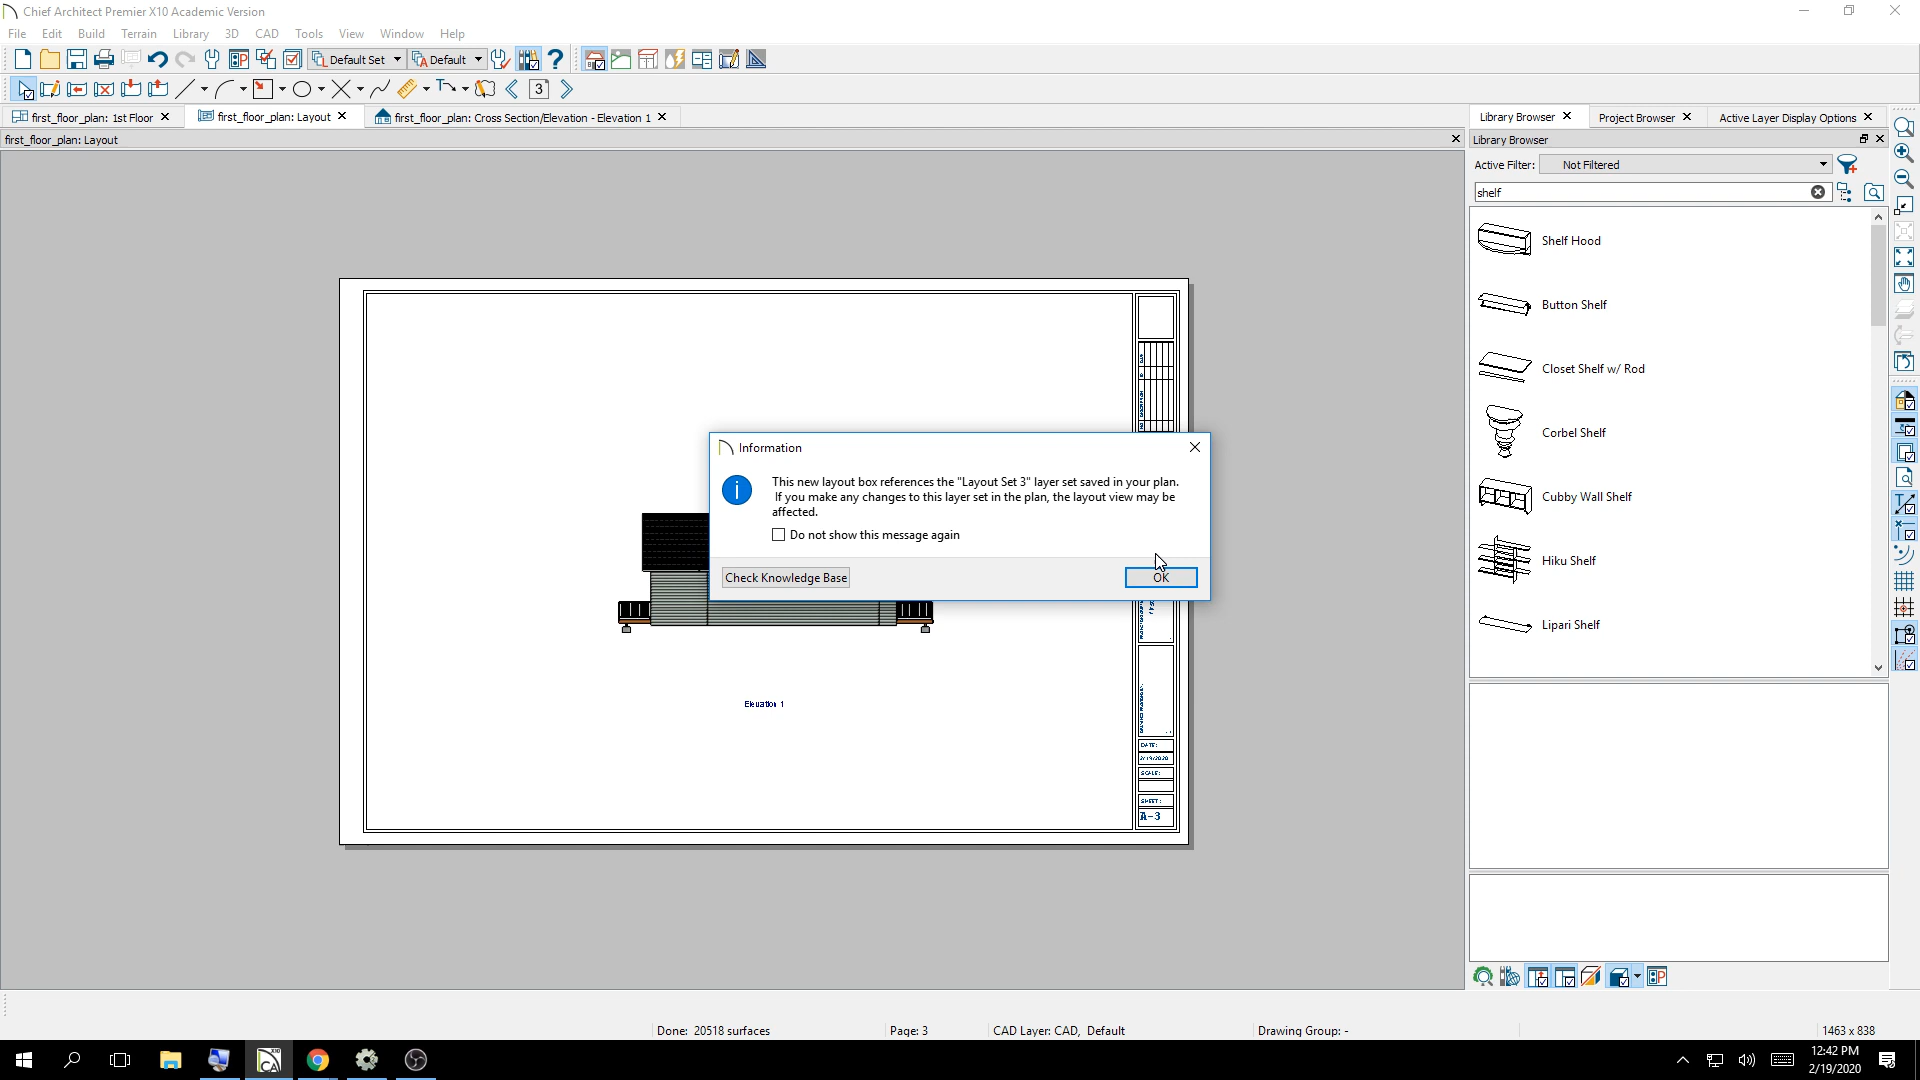 Chief Architect Premier X10 Academic Version
File Edit Build Terrain Library 3D CAD Tools View Window Help
Default Set Default
3
first_floor_plan: 1st Floor first_floor_plan: Layout first_floor_plan: Cross Section/Elevation - Elevation 1
first_floor_plan: Layout
Library Browser Project Browser Active Layer Display Options
Library Browser
Active Filter: Not Filtered
shelf
Shelf Hood
Button Shelf
Closet Shelf w/ Rod
Corbel Shelf
Cubby Wall Shelf
Hiku Shelf
Lipari Shelf
Information
This new layout box references the "Layout Set 3" layer set saved in your plan.
If you make any changes to this layer set in the plan, the layout view may be
affected.
Do not show this message again
Check Knowledge Base OK
Elevation 1
DATE:
2/19/2020
SCALE:
SHEET:
A-3
Done: 20518 surfaces Page: 3 CAD Layer: CAD, Default Drawing Group: - 1463 x 838
X10
CA
12:42 PM
2/19/2020